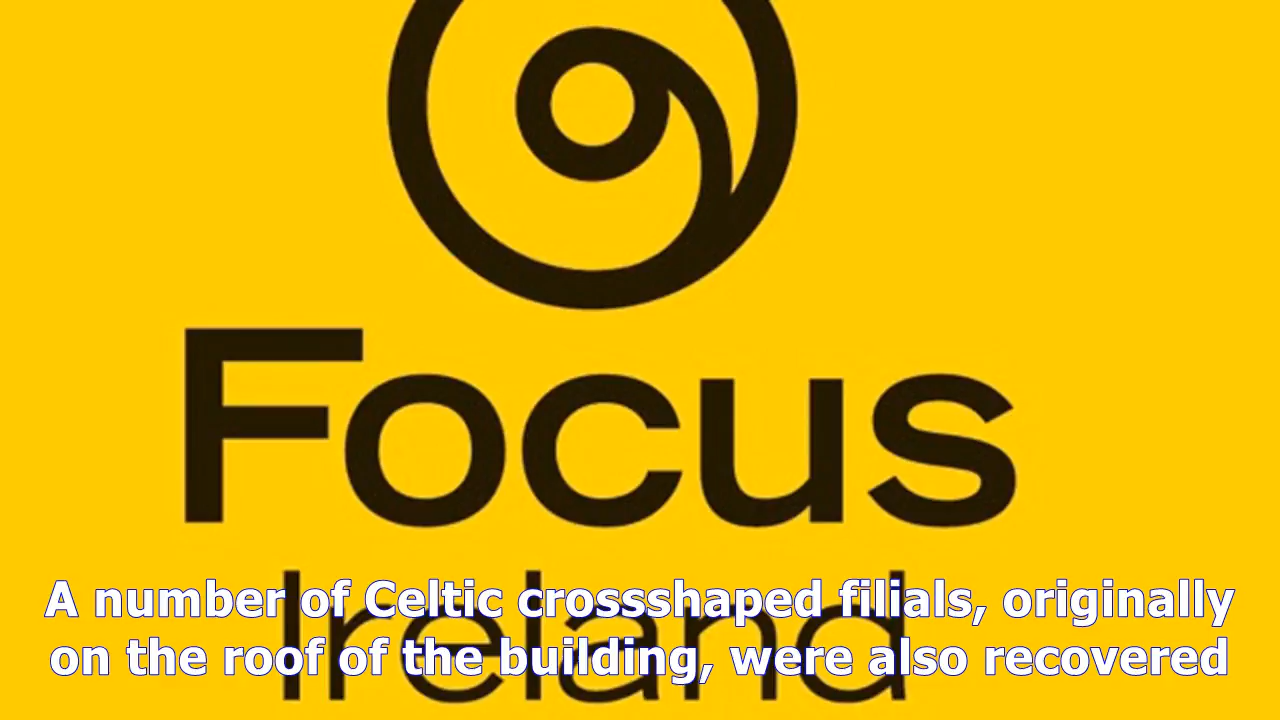 Focus
Ireland
A number of Celtic crossshaped filials, originally
on the roof of the building, were also recovered